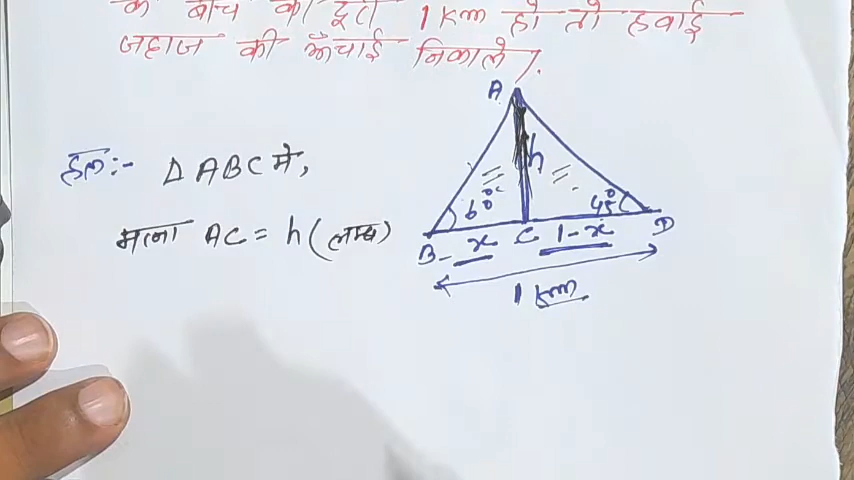 के बीच की दूरी 1 Km हो तो हवाई
जहाज की ऊँचाई निकाले।
A
हल:- Δ ABC में,
h
60°
45°
माना AC = h (लम्ब)
B
x
C
1-x
D
1 Km